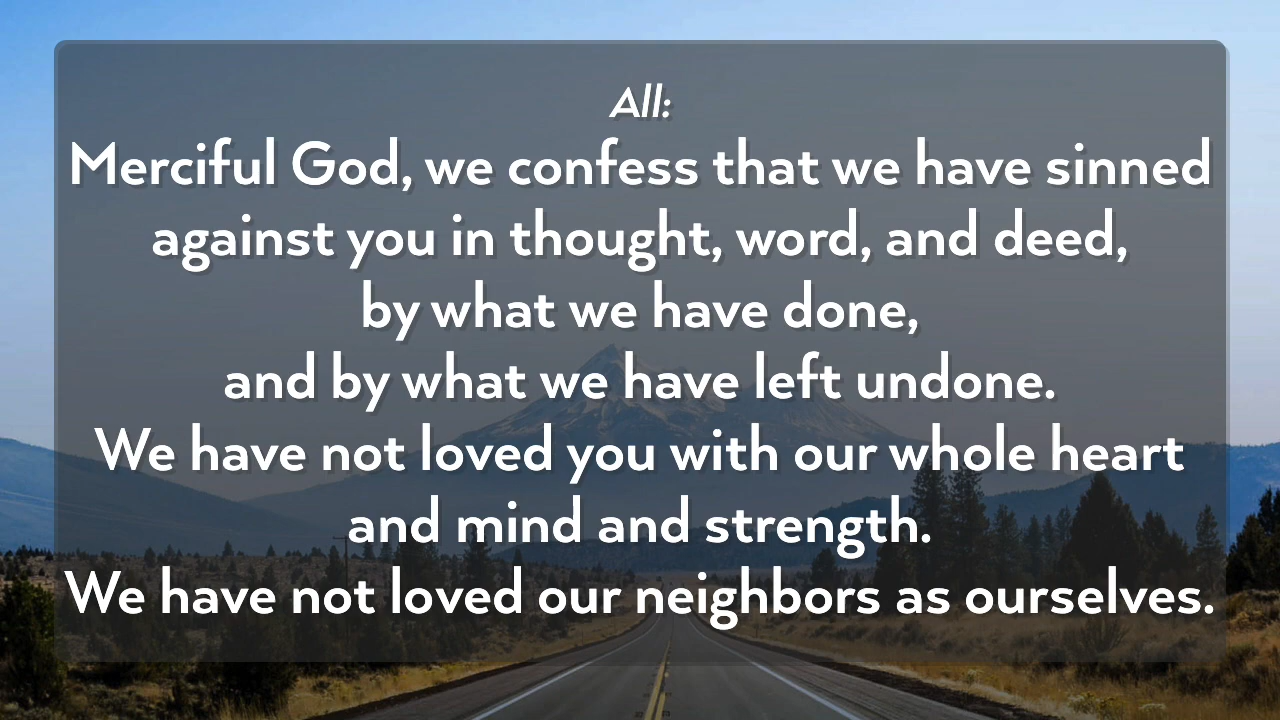 All:
Merciful God, we confess that we have sinned
against you in thought, word, and deed,
by what we have done,
and by what we have left undone.
We have not loved you with our whole heart
and mind and strength.
We have not loved our neighbors as ourselves.